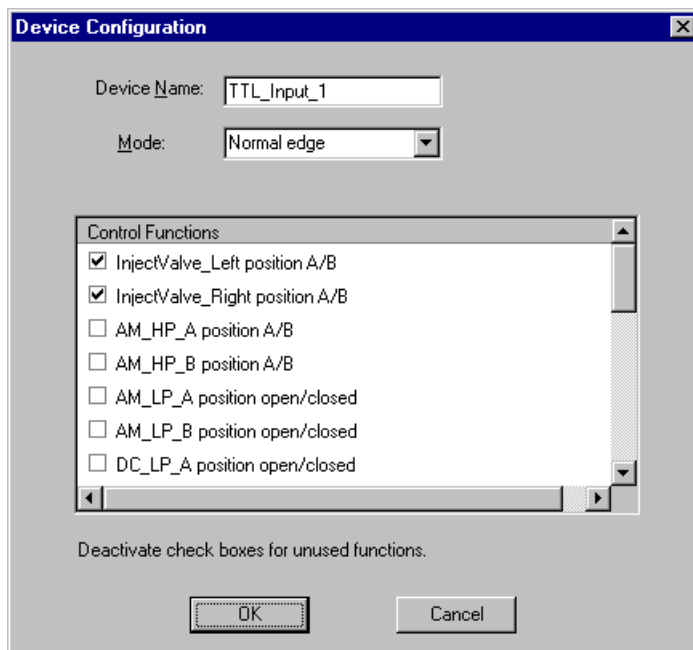 Device Configuration
Device Name: TTL_Input_1
Mode: Normal edge
Control Functions
InjectValve_Left position A/B
InjectValve_Right position A/B
AM_HP_A position A/B
AM_HP_B position A/B
AM_LP_A position open/closed
AM_LP_B position open/closed
DC_LP_A position open/closed
Deactivate check boxes for unused functions.
OK Cancel